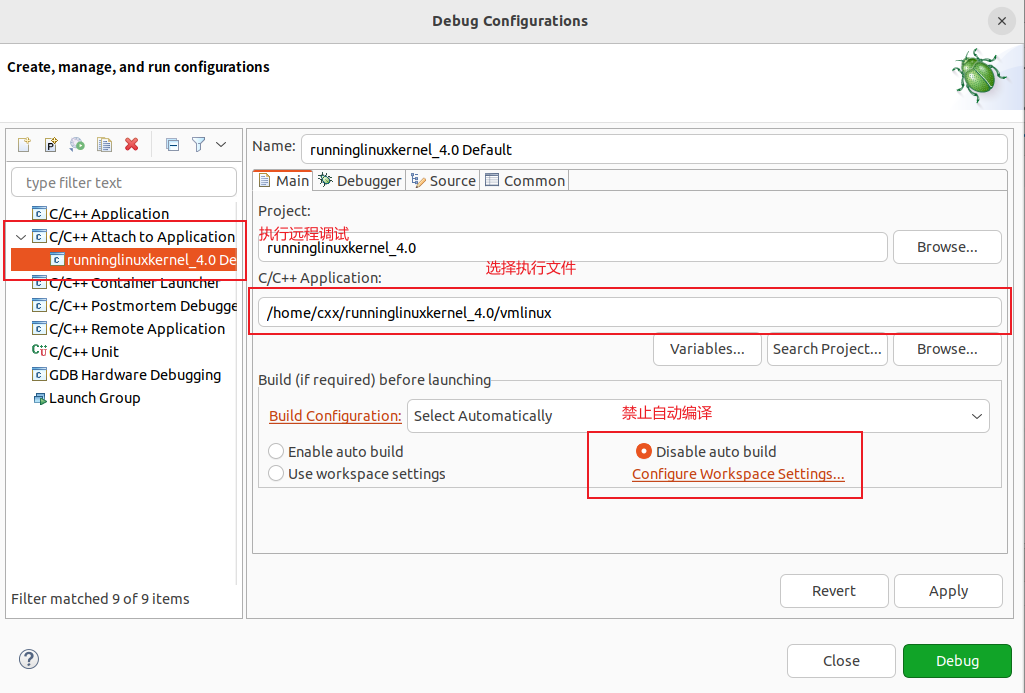 Debug Configurations
Create, manage, and run configurations
type filter text
C/C++ Application
C/C++ Attach to Application
runninglinuxkernel_4.0 De
C/C++ Container Launcher
C/C++ Postmortem Debugge
C/C++ Remote Application
C/C++ Unit
GDB Hardware Debugging
Launch Group
Filter matched 9 of 9 items
Name: runninglinuxkernel_4.0 Default
Main Debugger Source Common
Project:
执行远程调试
runninglinuxkernel_4.0 Browse...
选择执行文件
C/C++ Application:
/home/cxx/runninglinuxkernel_4.0/vmlinux
Variables... Search Project... Browse...
Build (if required) before launching
禁止自动编译
Build Configuration: Select Automatically
Enable auto build Disable auto build
Use workspace settings Configure Workspace Settings...
Revert Apply
Close Debug